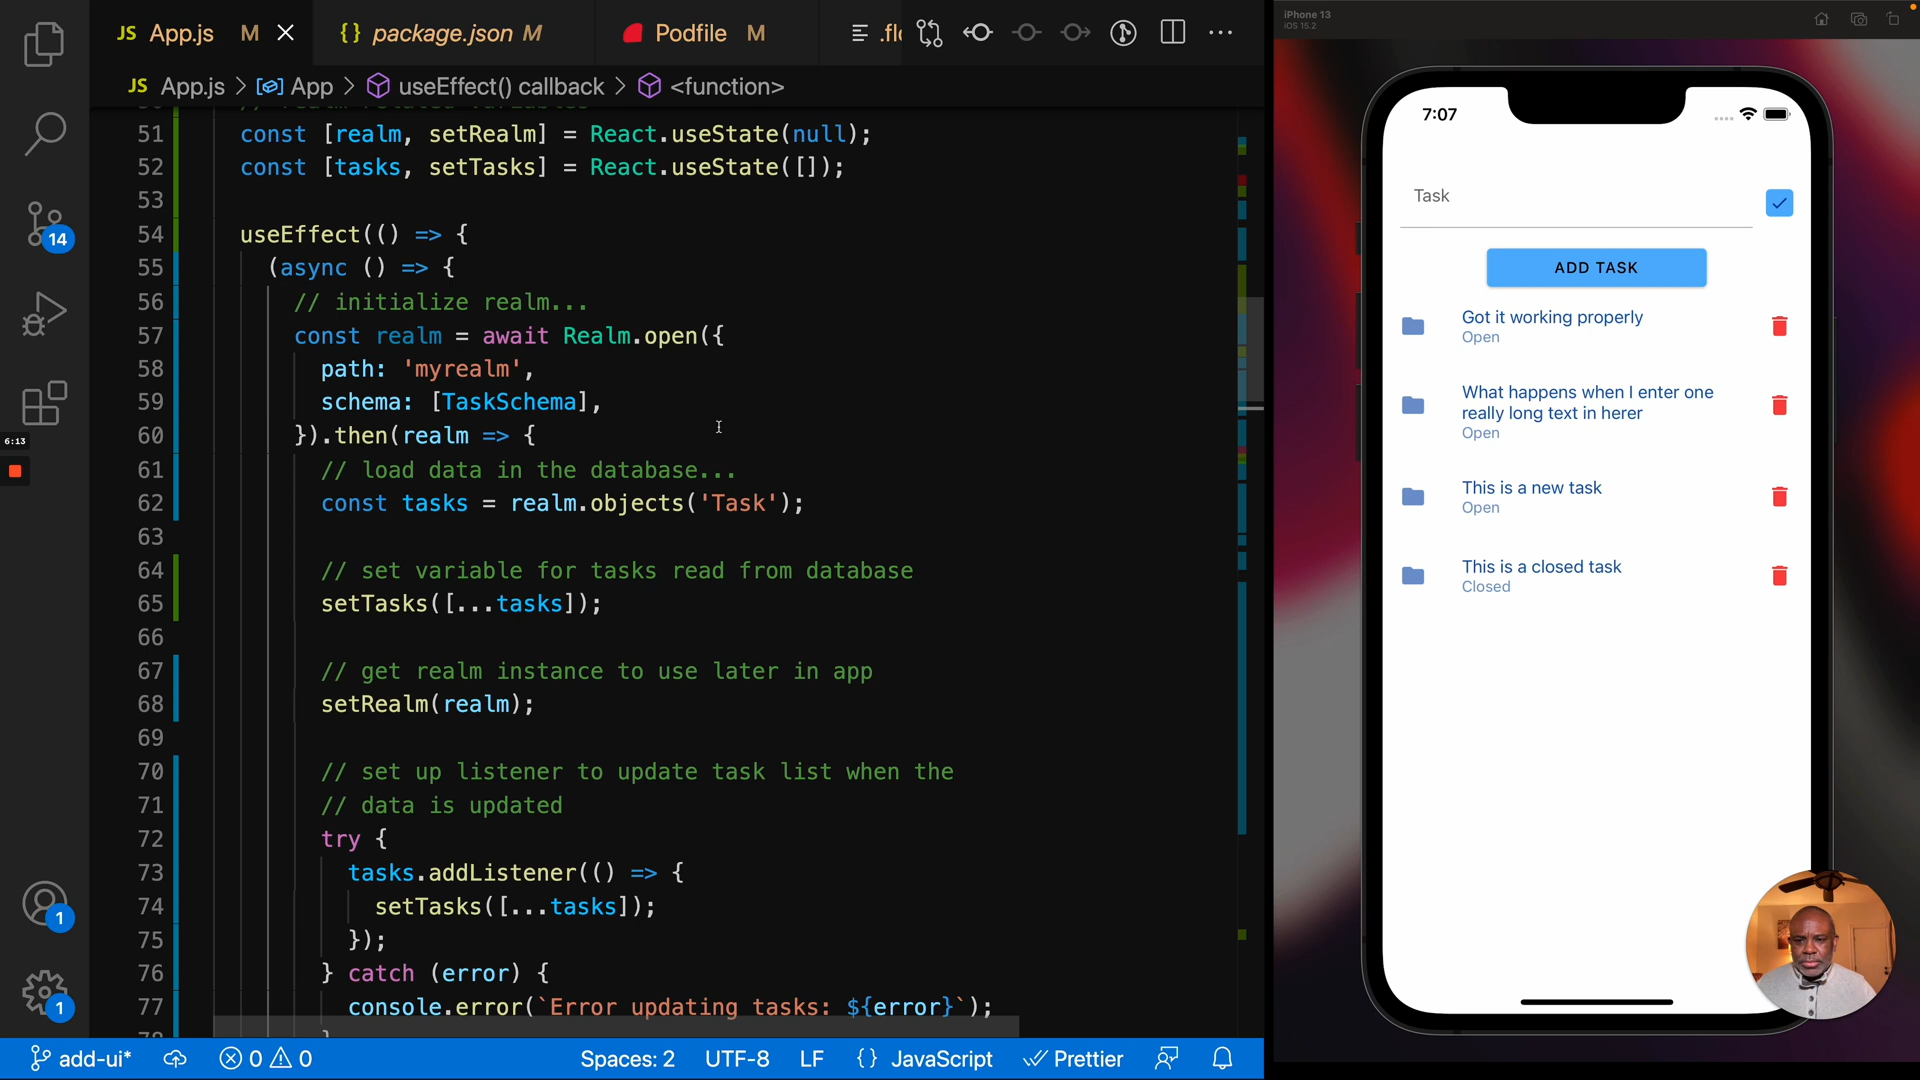 JS App.js M
{} package.json M
Podfile M
.flo
JS App.js > App > useEffect() callback > <function>
51 const [realm, setRealm] = React.useState(null);
52 const [tasks, setTasks] = React.useState([]);
53
54 useEffect(() => {
55 (async () => {
56 // initialize realm...
57 const realm = await Realm.open({
58 path: 'myrealm',
59 schema: [TaskSchema],
60 }).then(realm => {
61 // load data in the database...
62 const tasks = realm.objects('Task');
63
64 // set variable for tasks read from database
65 setTasks([...tasks]);
66
67 // get realm instance to use later in app
68 setRealm(realm);
69
70 // set up listener to update task list when the
71 // data is updated
72 try {
73 tasks.addListener(() => {
74 setTasks([...tasks]);
75 });
76 } catch (error) {
77 console.error(`Error updating tasks: ${error}`);
14
6:13
1
1
add-ui* 0 0 Spaces: 2 UTF-8 LF {} JavaScript Prettier
iPhone 13
iOS 15.2
7:07
Task
ADD TASK
Got it working properly
Open
What happens when I enter one
really long text in herer
Open
This is a new task
Open
This is a closed task
Closed